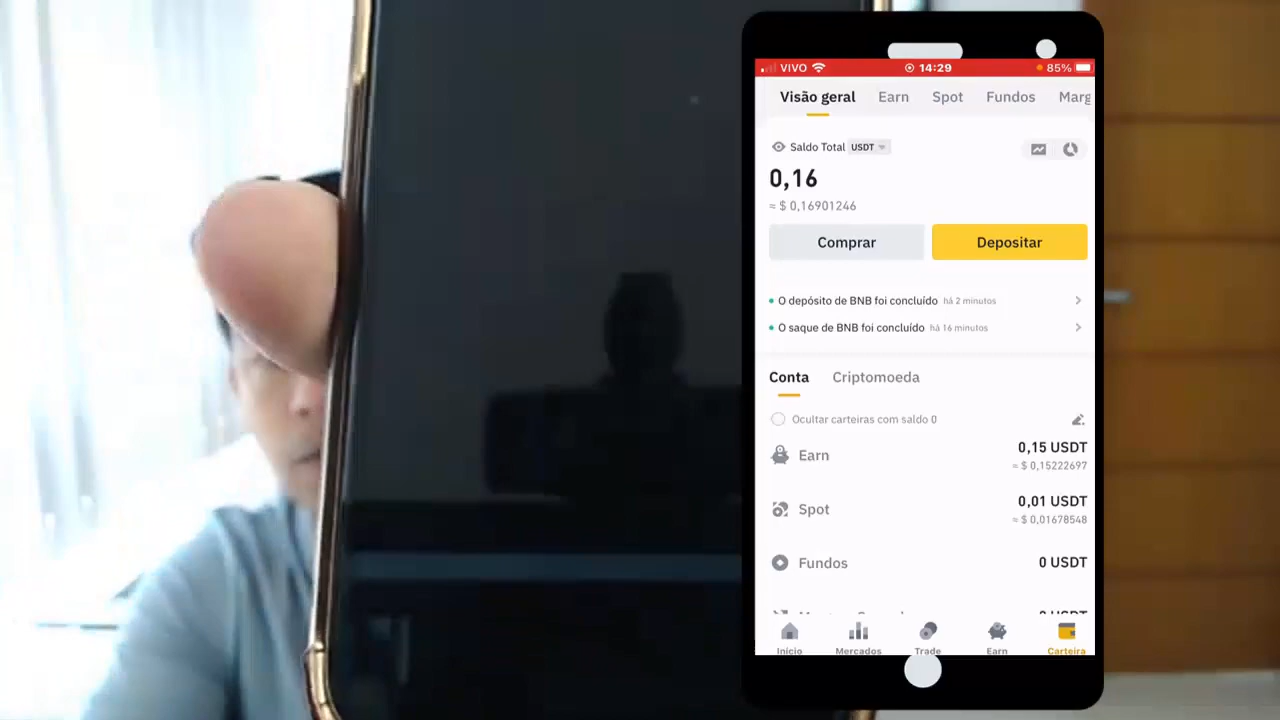 VIVO 14:29 85%
Visão geral Earn Spot Fundos Marg
Saldo Total USDT
0,16
≈ $ 0,16901246
Comprar Depositar
O depósito de BNB foi concluído há 2 minutos
O saque de BNB foi concluído há 16 minutos
Conta Criptomoeda
Ocultar carteiras com saldo 0
Earn 0,15 USDT
≈ $ 0,15222697
Spot 0,01 USDT
≈ $ 0,01678548
Fundos 0 USDT
0 USDT
Início Mercados Trade Earn Carteira